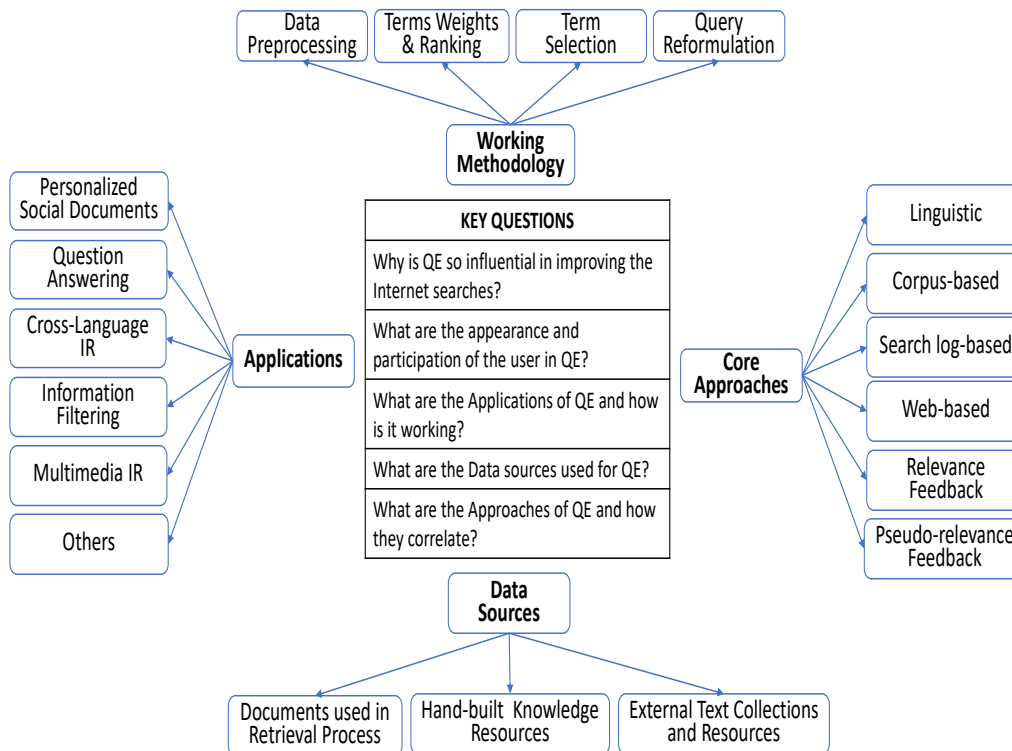 Data
Preprocessing
Terms Weights
& Ranking
Term
Selection
Query
Reformulation
Working
Methodology
Personalized
Social Documents
Question
Answering
Cross-Language
IR
Information
Filtering
Multimedia IR
Others
Applications
KEY QUESTIONS
Why is QE so influential in improving the
Internet searches?
What are the appearance and
participation of the user in QE?
What are the Applications of QE and how
is it working?
What are the Data sources used for QE?
What are the Approaches of QE and how
they correlate?
Core
Approaches
Linguistic
Corpus-based
Search log-based
Web-based
Relevance
Feedback
Pseudo-relevance
Feedback
Data
Sources
Documents used in
Retrieval Process
Hand-built Knowledge
Resources
External Text Collections
and Resources